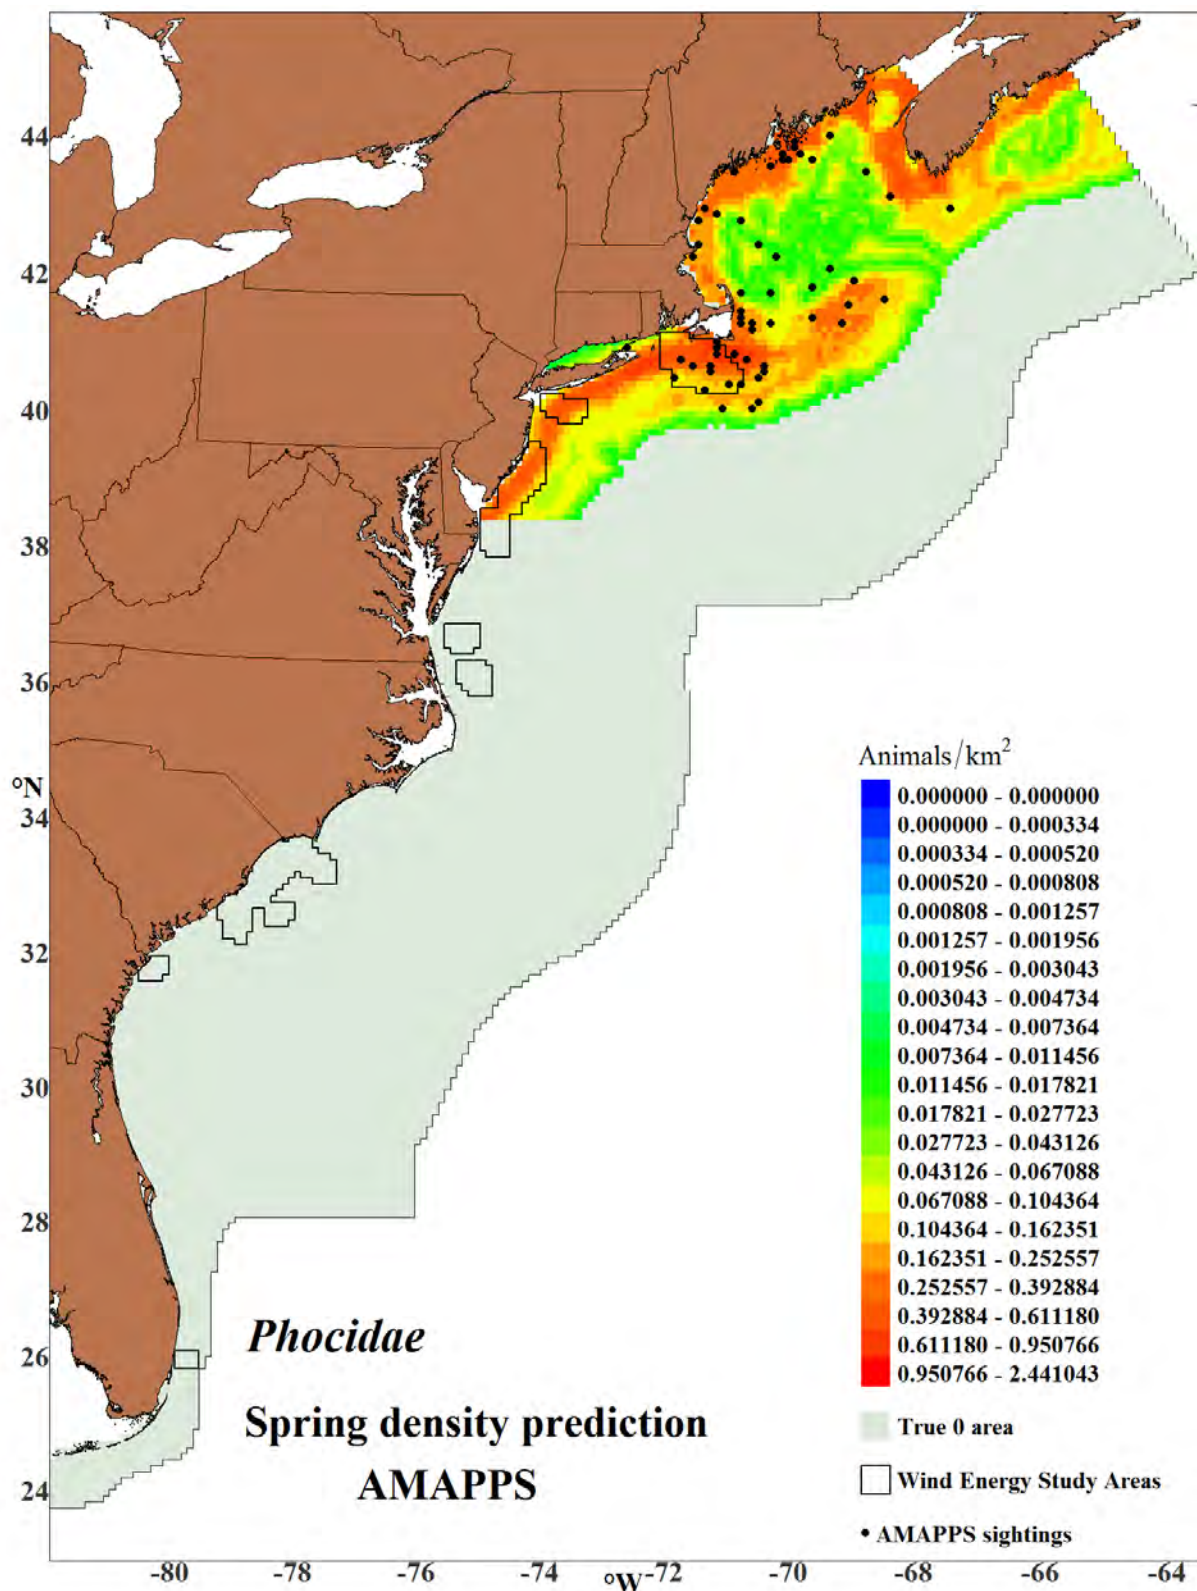 44
42
40
38
36
°N
34
32
30
28
26
24
Animals/km²
0.000000 - 0.000000
0.000000 - 0.000334
0.000334 - 0.000520
0.000520 - 0.000808
0.000808 - 0.001257
0.001257 - 0.001956
0.001956 - 0.003043
0.003043 - 0.004734
0.004734 - 0.007364
0.007364 - 0.011456
0.011456 - 0.017821
0.017821 - 0.027723
0.027723 - 0.043126
0.043126 - 0.067088
0.067088 - 0.104364
0.104364 - 0.162351
0.162351 - 0.252557
0.252557 - 0.392884
0.392884 - 0.611180
0.611180 - 0.950766
0.950766 - 2.441043
True 0 area
Wind Energy Study Areas
AMAPPS sightings
Phocidae
Spring density prediction
AMAPPS
-80 -78 -76 -74 -72 -70 -68 -66 -64
°W